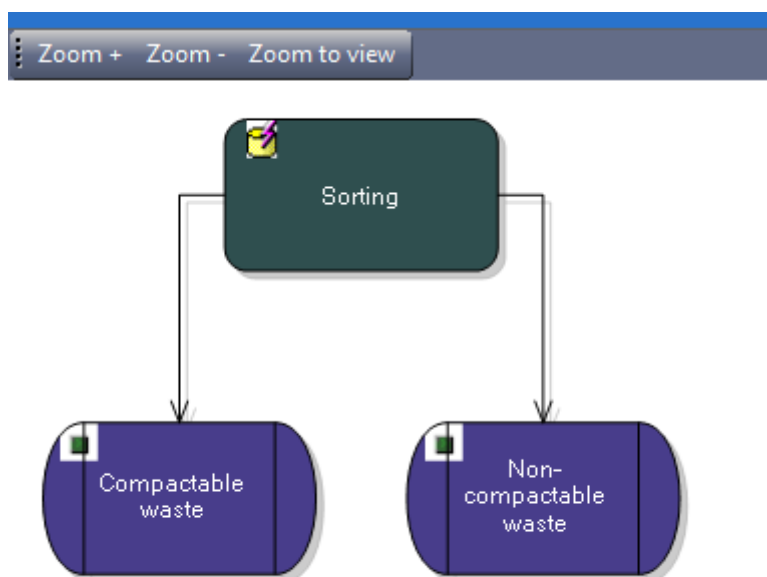 Zoom + Zoom - Zoom to view
Sorting
Compactable
waste
Non-
compactable
waste